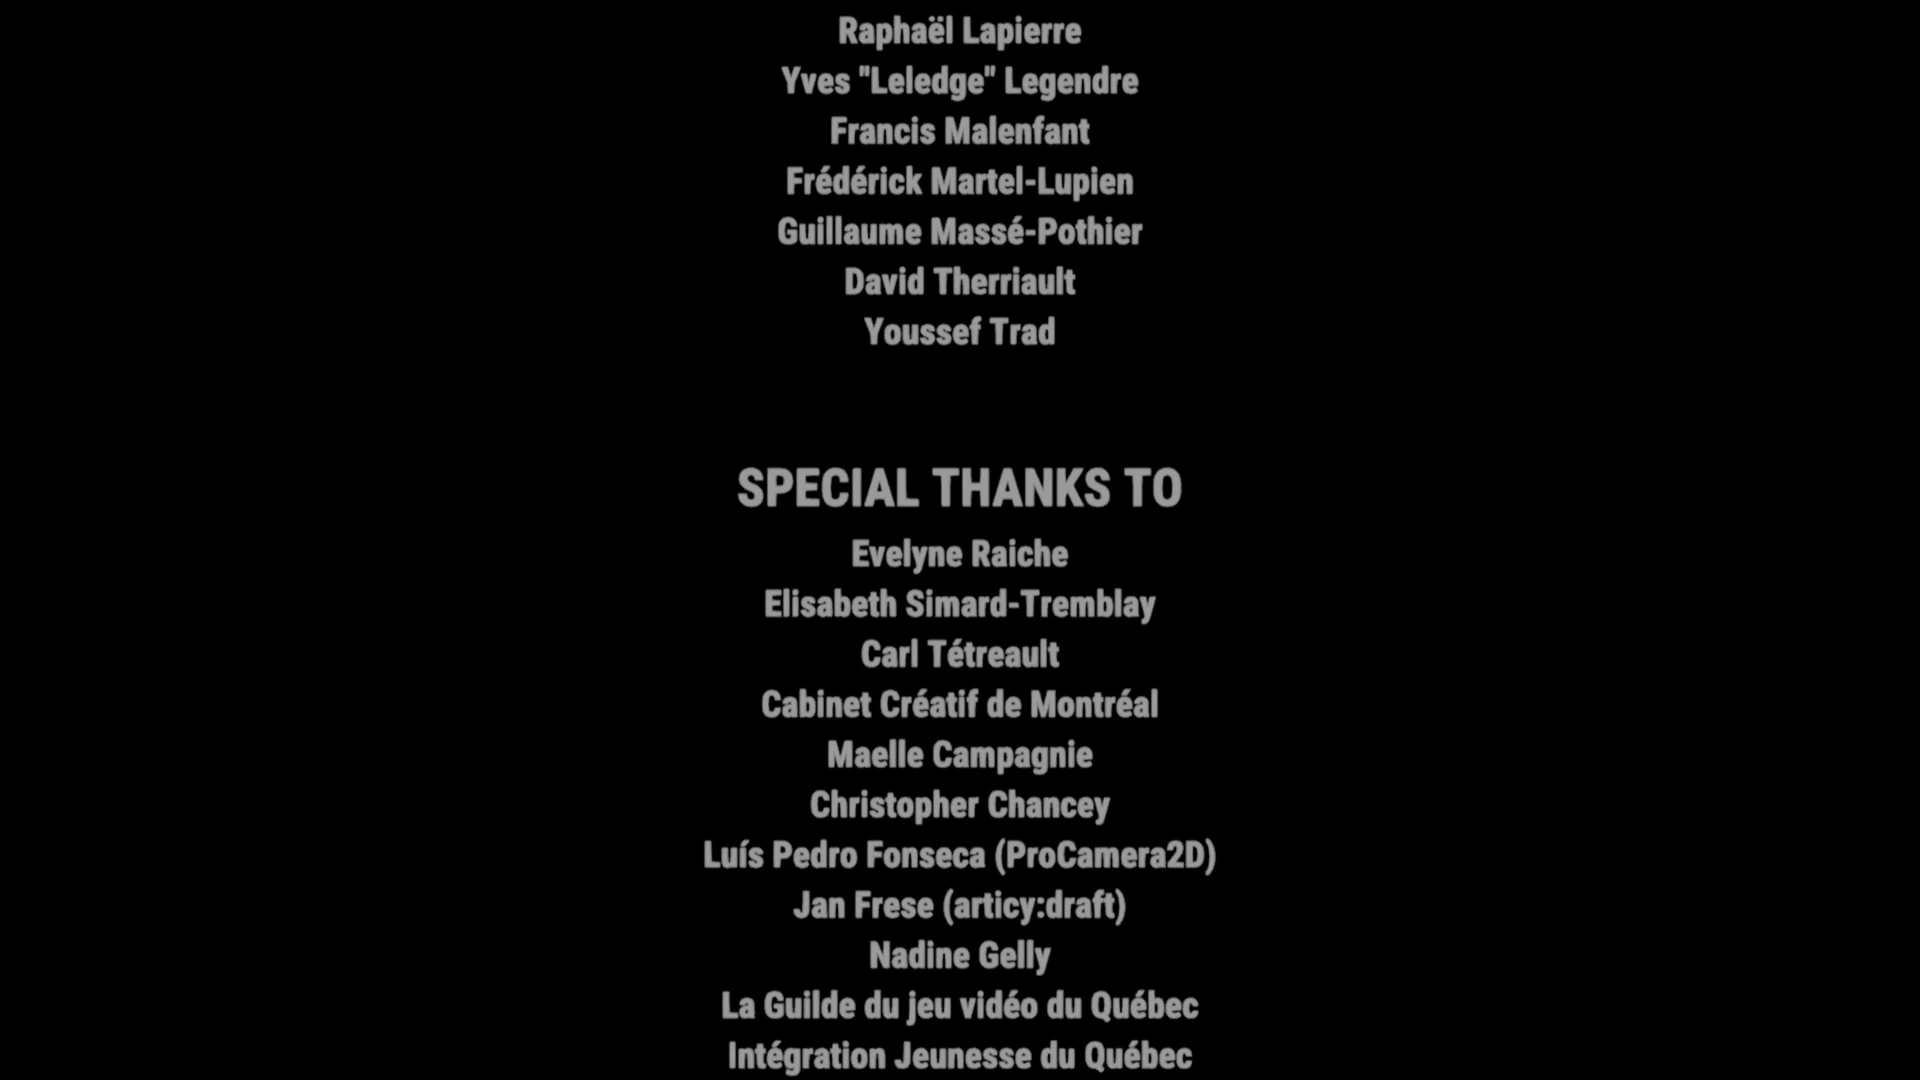 Raphaël Lapierre
Yves "Leledge" Legendre
Francis Malenfant
Frédérick Martel-Lupien
Guillaume Massé-Pothier
David Therriault
Youssef Trad
SPECIAL THANKS TO
Evelyne Raiche
Elisabeth Simard-Tremblay
Carl Tétreault
Cabinet Créatif de Montréal
Maelle Campagnie
Christopher Chancey
Luís Pedro Fonseca (ProCamera2D)
Jan Frese (articy:draft)
Nadine Gelly
La Guilde du jeu vidéo du Québec
Intégration Jeunesse du Québec